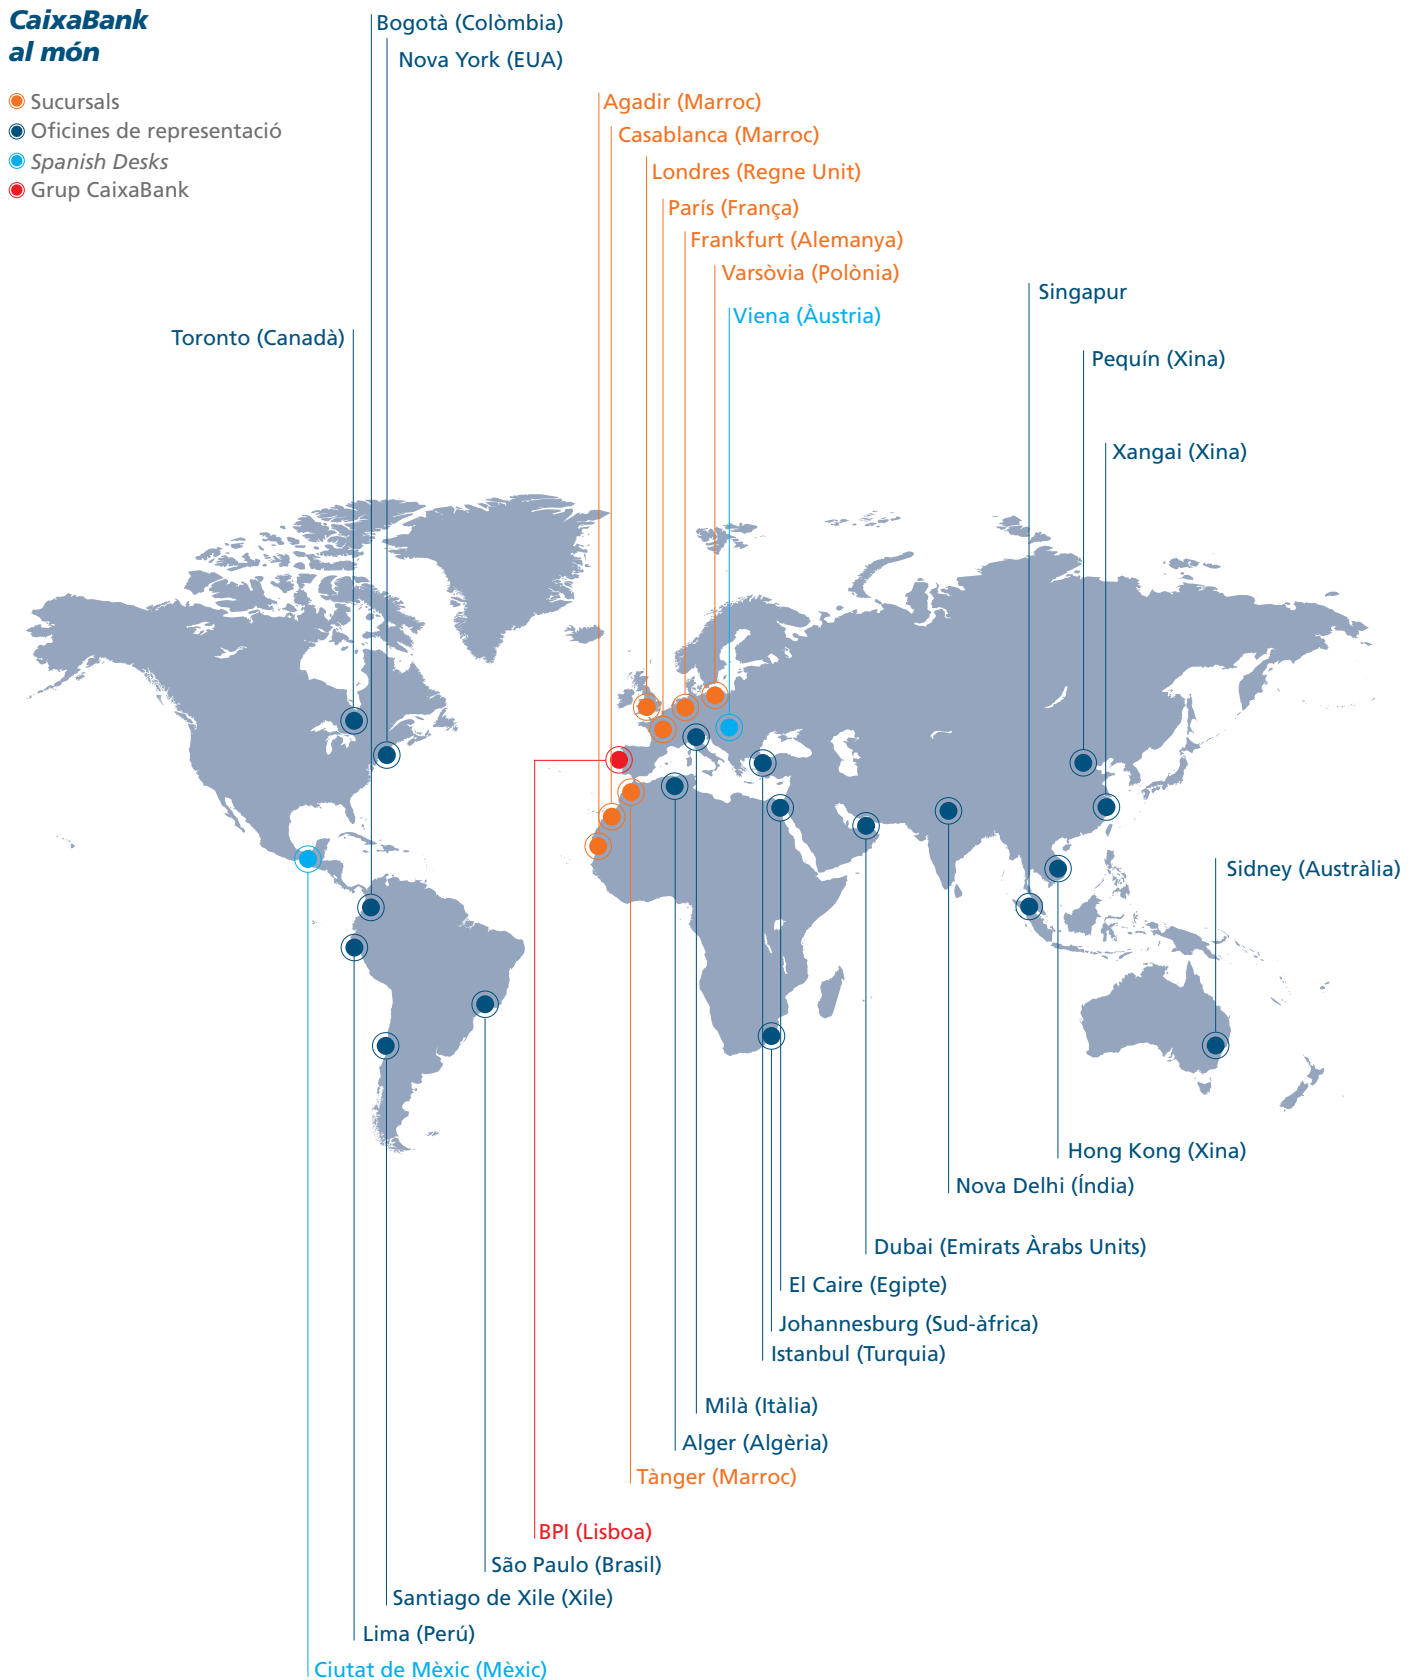 CaixaBank
al món
Sucursals
Oficines de representació
Spanish Desks
Grup CaixaBank
Bogotà (Colòmbia)
Nova York (EUA)
Agadir (Marroc)
Casablanca (Marroc)
Londres (Regne Unit)
París (França)
Frankfurt (Alemanya)
Varsòvia (Polònia)
Singapur
Viena (Àustria)
Toronto (Canadà)
Pequín (Xina)
Xangai (Xina)
Sidney (Austràlia)
Hong Kong (Xina)
Nova Delhi (Índia)
Dubai (Emirats Àrabs Units)
El Caire (Egipte)
Johannesburg (Sud-àfrica)
Istanbul (Turquia)
Milà (Itàlia)
Alger (Algèria)
Tànger (Marroc)
BPI (Lisboa)
São Paulo (Brasil)
Santiago de Xile (Xile)
Lima (Perú)
Ciutat de Mèxic (Mèxic)